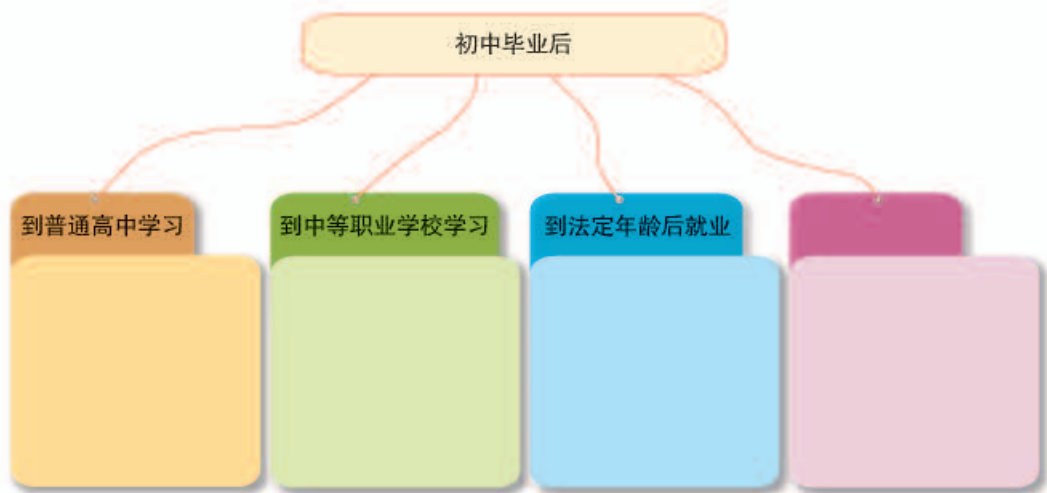 初中毕业后
到普通高中学习
到中等职业学校学习
到法定年龄后就业